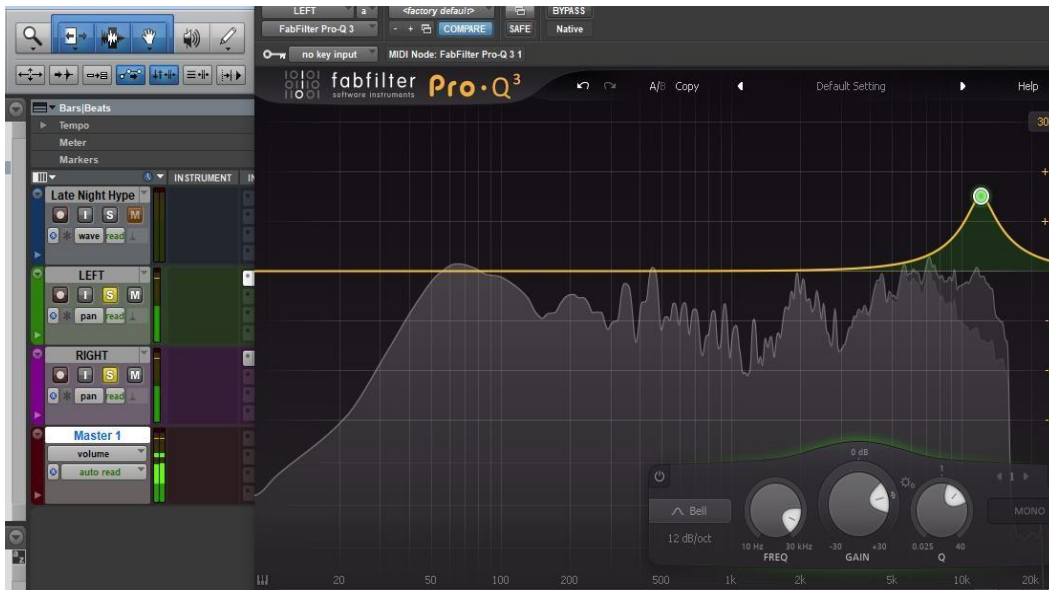 LEFT a <factory default> BYPASS
FabFilter Pro-Q 3 - + COMPARE SAFE Native
no key input MIDI Node: FabFilter Pro-Q 3 1
fabfilter Pro·Q3
software instruments
A/B Copy Default Setting Help
Bars|Beats
Tempo
Meter
Markers
INSTRUMENT IN
Late Night Hype
I S M
wave read
LEFT
I S M
pan read
RIGHT
I S M
pan read
Master 1
volume
auto read
a
z
30
0 dB
1
1
Bell
MONO
12 dB/oct
10 Hz 30 kHz -30 +30 0.025 40
FREQ GAIN Q
20 50 100 200 500 1k 2k 5k 10k 20k